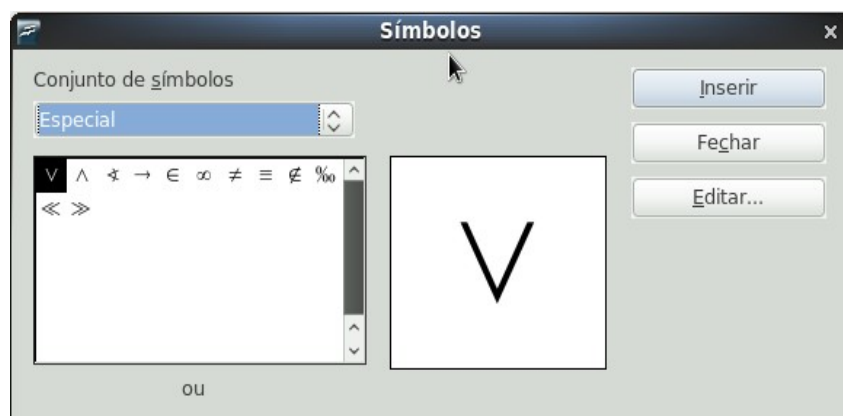 Símbolos
Conjunto de símbolos
Especial
Inserir
Fechar
Editar...
∨ ∧ ∢ → ∈ ∞ ≠ ≡ ∉ ‰
≪ ≫
∨
ou